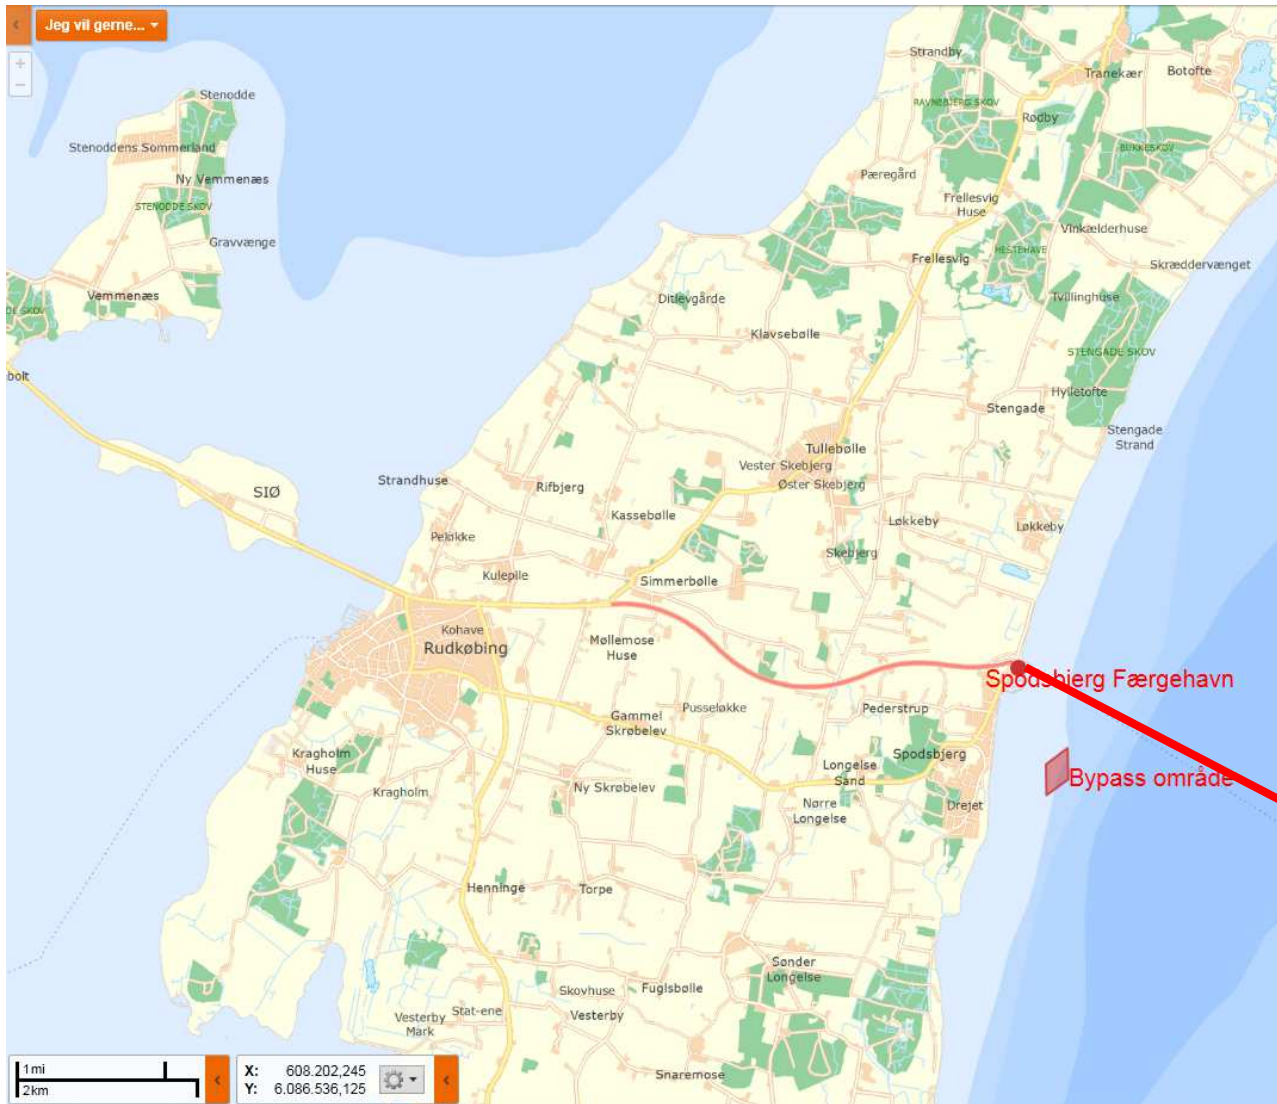 Jeg vil gerne...
Strandby
Tranekær
Botofte
Stenodde
RAVNEBJERG SKOV
Rødby
Stenoddens Sommerland
BUKKESKOV
Ny Vemmenæs
Pæregård
STENODDE SKOV
Frellesvig
Huse
Vinkælderhuse
Gravvænge
HESTEHAVE
Frellesvig
Skræddervænget
Vemmenæs
Ditlevgårde
Tvillinghuse
DE SKOV
Klavsebølle
STENGADE SKOV
bolt
Hylletofte
Stengade
Stengade
Strand
Tullebølle
Vester Skebjerg
Strandhuse
Rifbjerg
Øster Skebjerg
SIØ
Kassebølle
Løkkeby
Løkkeby
Peløkke
Skebjerg
Kulepile
Simmerbølle
Kohave
Rudkøbing
Møllemose
Huse
Spodsbjerg Færgehavn
Pusseløkke
Pederstrup
Gammel
Skrøbelev
Kragholm
Huse
Longelse
Sand
Spodsbjerg
Bypass område
Ny Skrøbelev
Kragholm
Nørre
Longelse
Drejet
Henninge
Torpe
Sønder
Longelse
Skovhuse
Fuglsbølle
Vesterby
Mark
Stat-ene
Vesterby
Snaremose
1mi
2km
X: 608.202,245
Y: 6.086.536,125